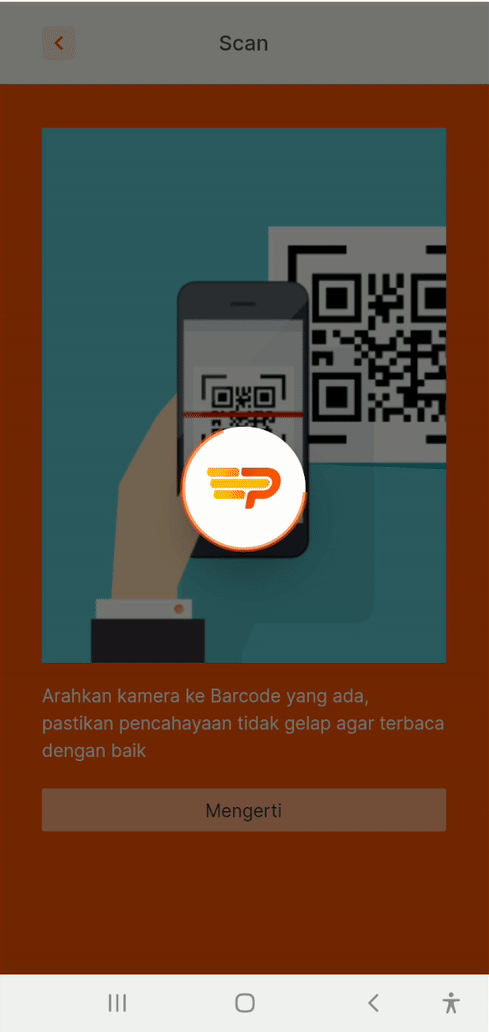 Scan
Arahkan kamera ke Barcode yang ada,
pastikan pencahayaan tidak gelap agar terbaca
dengan baik
Mengerti